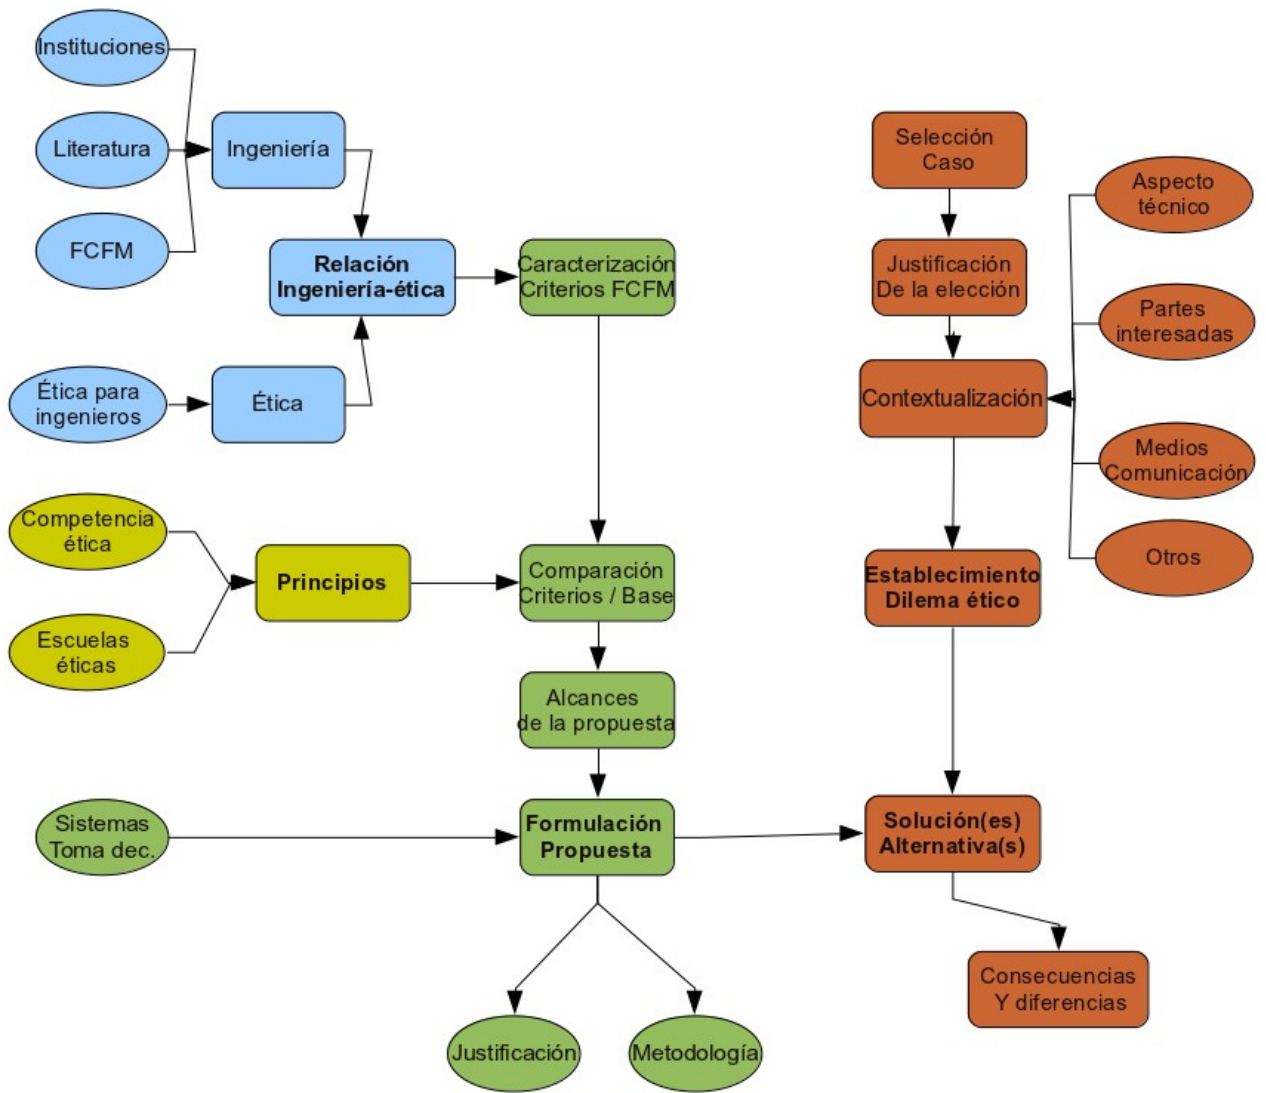 Instituciones
Literatura
FCFM
Ingeniería
Relación
Ingeniería-ética
Ética para
ingenieros
Ética
Caracterización
Criterios FCFM
Competencia
ética
Escuelas
éticas
Principios
Comparación
Criterios / Base
Alcances
de la propuesta
Sistemas
Toma dec.
Formulación
Propuesta
Justificación
Metodología
Selección
Caso
Justificación
De la elección
Contextualización
Aspecto
técnico
Partes
interesadas
Medios
Comunicación
Otros
Establecimiento
Dilema ético
Solución(es)
Alternativa(s)
Consecuencias
Y diferencias